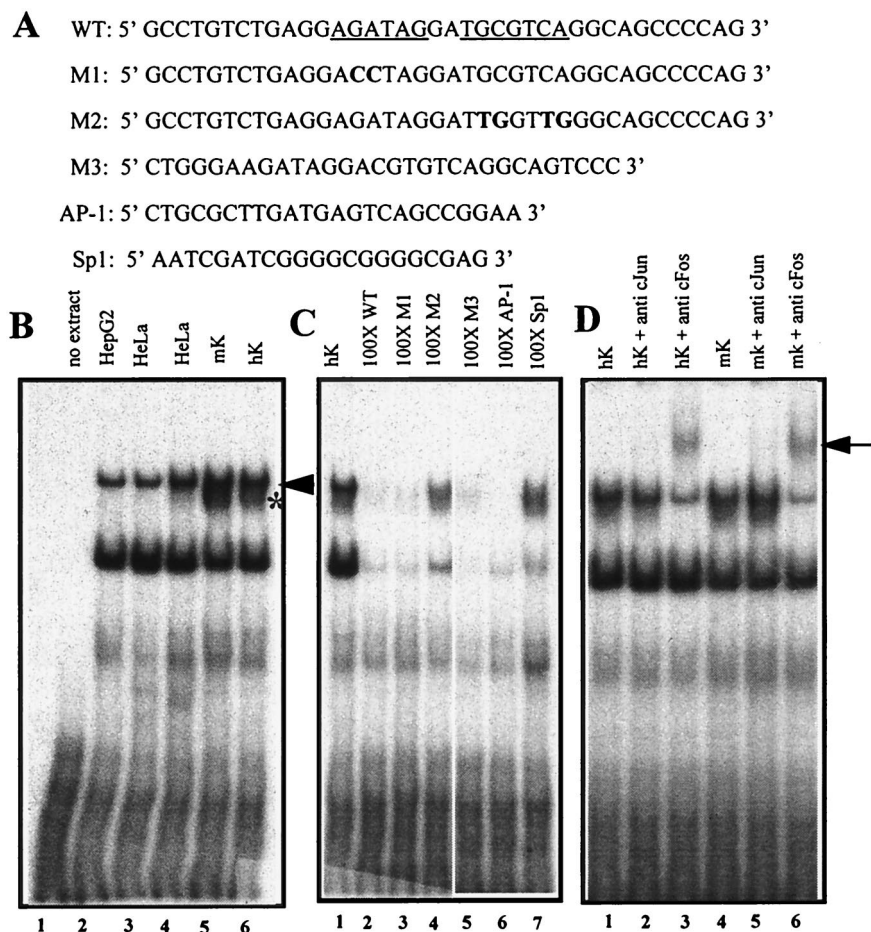 A
WT: 5' GCCTGTCTGAGGAGATAGGATGCGTCAGGCAGCCCCAG 3'
M1: 5' GCCTGTCTGAGGACCTAGGATGCGTCAGGCAGCCCCAG 3'
M2: 5' GCCTGTCTGAGGAGATAGGATTGGTTGGGCAGCCCCAG 3'
M3: 5' CTGGGAAGATAGGACGTGTCAGGCAGTCCC 3'
AP-1: 5' CTGCGCTTGATGAGTCAGCCGGAA 3'
Sp1: 5' AATCGATCGGGGCGGGGCGAG 3'
B
no extract
HepG2
HeLa
HeLa
mK
hK
*
1 2 3 4 5 6
C
hK
100X WT
100X M1
100X M2
100X M3
100X AP-1
100X Sp1
1 2 3 4 5 6 7
D
hK
hK + anti cJun
hK + anti cFos
mK
mk + anti cJun
mk + anti cFos
1 2 3 4 5 6